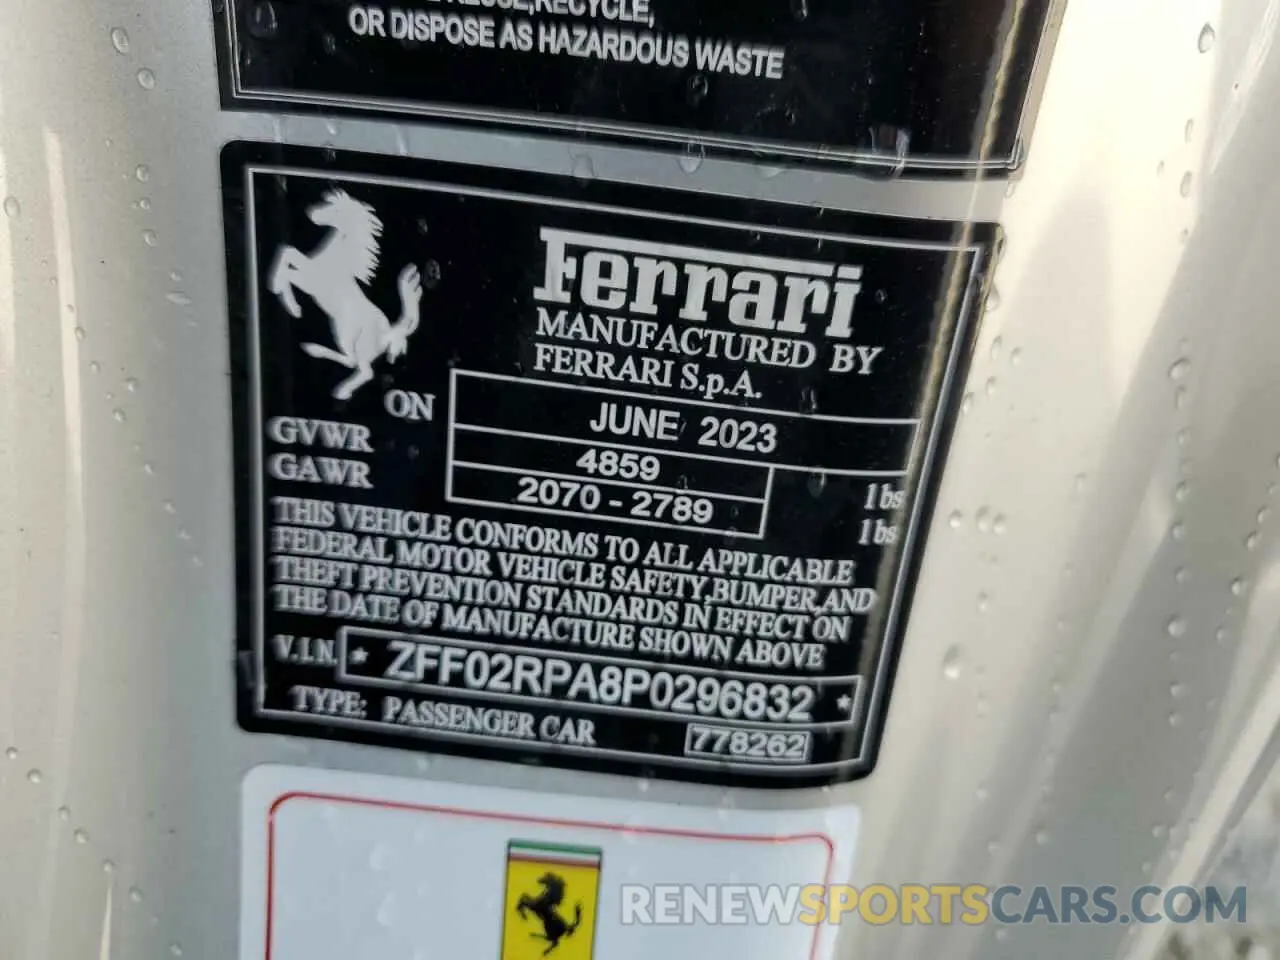 REUSE,RECYCLE,
OR DISPOSE AS HAZARDOUS WASTE
Ferrari
MANUFACTURED BY
FERRARI S.p.A.
ON JUNE 2023
GVWR 4859 lbs
GAWR 2070 - 2789 lbs
THIS VEHICLE CONFORMS TO ALL APPLICABLE
FEDERAL MOTOR VEHICLE SAFETY,BUMPER,AND
THEFT PREVENTION STANDARDS IN EFFECT ON
THE DATE OF MANUFACTURE SHOWN ABOVE
V.I.N. * ZFF02RPA8P0296832 *
TYPE: PASSENGER CAR 778262
RENEWSPORTSCARS.COM